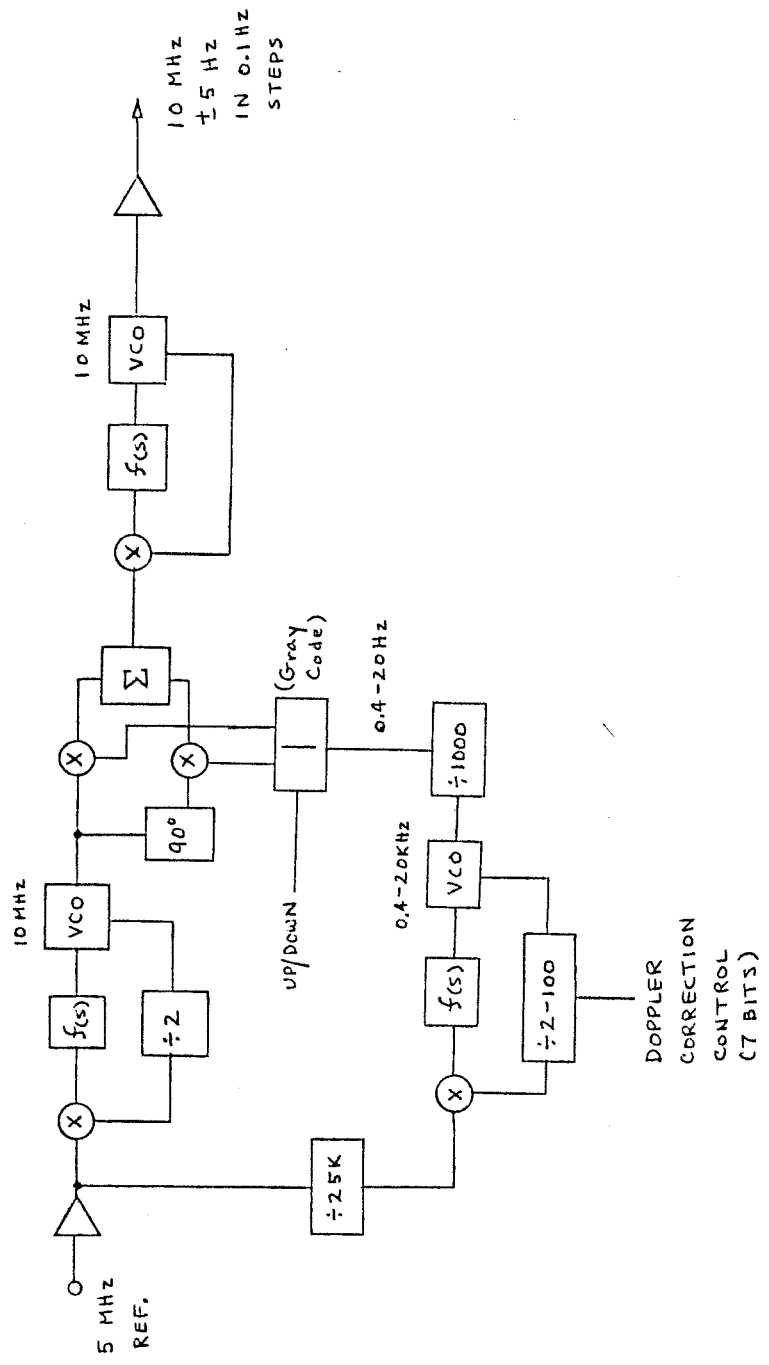 5 MHz
REF.
X
f(s)
10 MHz
VCO
÷2
90°
X
X
Σ
X
f(s)
10 MHz
VCO
10 MHz
±5 Hz
IN 0.1Hz
STEPS
UP/DOWN
(Gray
Code)
0.4-20Hz
÷1000
÷25K
X
f(s)
0.4-20KHz
VCO
÷2-100
DOPPLER
CORRECTION
CONTROL
(7 BITS)